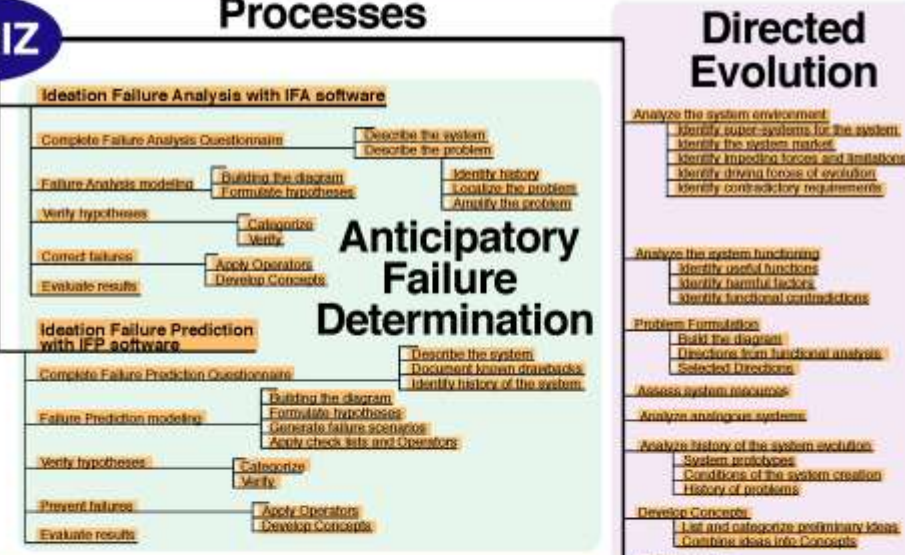 IZ
Processes
Ideation Failure Analysis with IFA software
Complete Failure Analysis Questionnaire
Describe the system
Describe the problem
Identify history
Localize the problem
Amplify the problem
Failure Analysis modeling
Building the diagram
Formulate hypotheses
Verify hypotheses
Categorize
Verify
Correct failures
Apply Operators
Develop Concepts
Evaluate results
Anticipatory
Failure
Determination
Ideation Failure Prediction
with IFP software
Complete Failure Prediction Questionnaire
Describe the system
Document known drawbacks
Identify history of the system
Failure Prediction modeling
Building the diagram
Formulate hypotheses
Generate failure scenarios
Apply check lists and Operators
Verify hypotheses
Categorize
Verify
Prevent failures
Apply Operators
Develop Concepts
Evaluate results
Directed
Evolution
Analyze the system environment
Identify super-systems for the system
Identify the system market
Identify impeding forces and limitations
Identify driving forces of evolution
Identify contradictory requirements
Analyze the system functioning
Identify useful functions
Identify harmful factors
Identify functional contradictions
Problem Formulation
Build the diagram
Directions from functional analysis
Selected Directions
Assess system resources
Analyze analogous systems
Analyze history of the system evolution
System prototypes
Conditions of the system creation
History of problems
Develop Concepts
List and categorize preliminary ideas
Combine ideas into Concepts